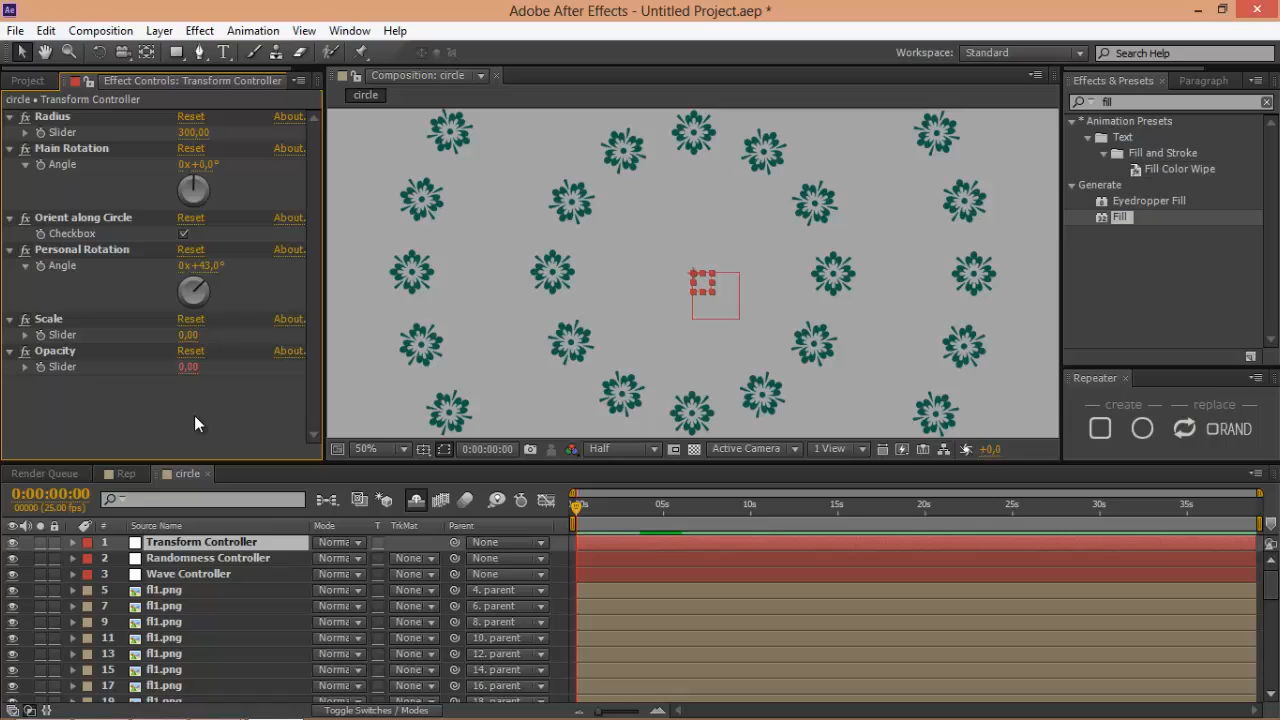 Ae Adobe After Effects - Untitled Project.aep *
File Edit Composition Layer Effect Animation View Window Help
Workspace: Standard Search Help
Project Effect Controls: Transform Controller
Composition: circle
Effects & Presets Paragraph
circle • Transform Controller
circle
fill
Radius Reset About.
Slider 300,00
Main Rotation Reset About.
Angle 0x+0,0°
Orient along Circle Reset About.
Checkbox
Personal Rotation Reset About.
Angle 0x+43,0°
Scale Reset About.
Slider 0,00
Opacity Reset About.
Slider 0,00
* Animation Presets
Text
Fill and Stroke
Fill Color Wipe
Generate
Eyedropper Fill
Fill
Repeater
create replace
RAND
50% 0:00:00:00 Half Active Camera 1 View +0,0
Render Queue Rep circle
0:00:00:00
00000 (25.00 fps)
05s 10s 15s 20s 25s 30s 35s
# Source Name Mode T TrkMat Parent
1 Transform Controller Norma None
2 Randomness Controller Norma None None
3 Wave Controller Norma None None
5 fl1.png Norma None 4. parent
7 fl1.png Norma None 6. parent
9 fl1.png Norma None 8. parent
11 fl1.png Norma None 10. parent
13 fl1.png Norma None 12. parent
15 fl1.png Norma None 14. parent
17 fl1.png Norma None 16. parent
19 fl1.png Norma None 18. parent
Toggle Switches / Modes